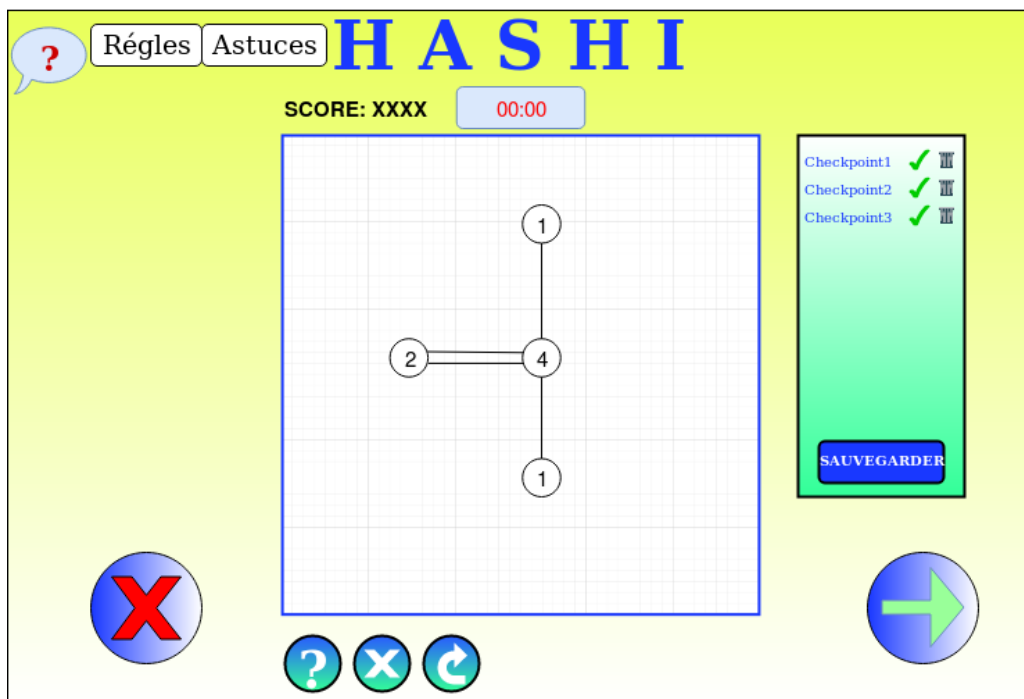 ?
Régles Astuces
H A S H I
SCORE: XXXX 00:00
Checkpoint1
Checkpoint2
Checkpoint3
1
2 4
1
SAUVEGARDER
X
? X